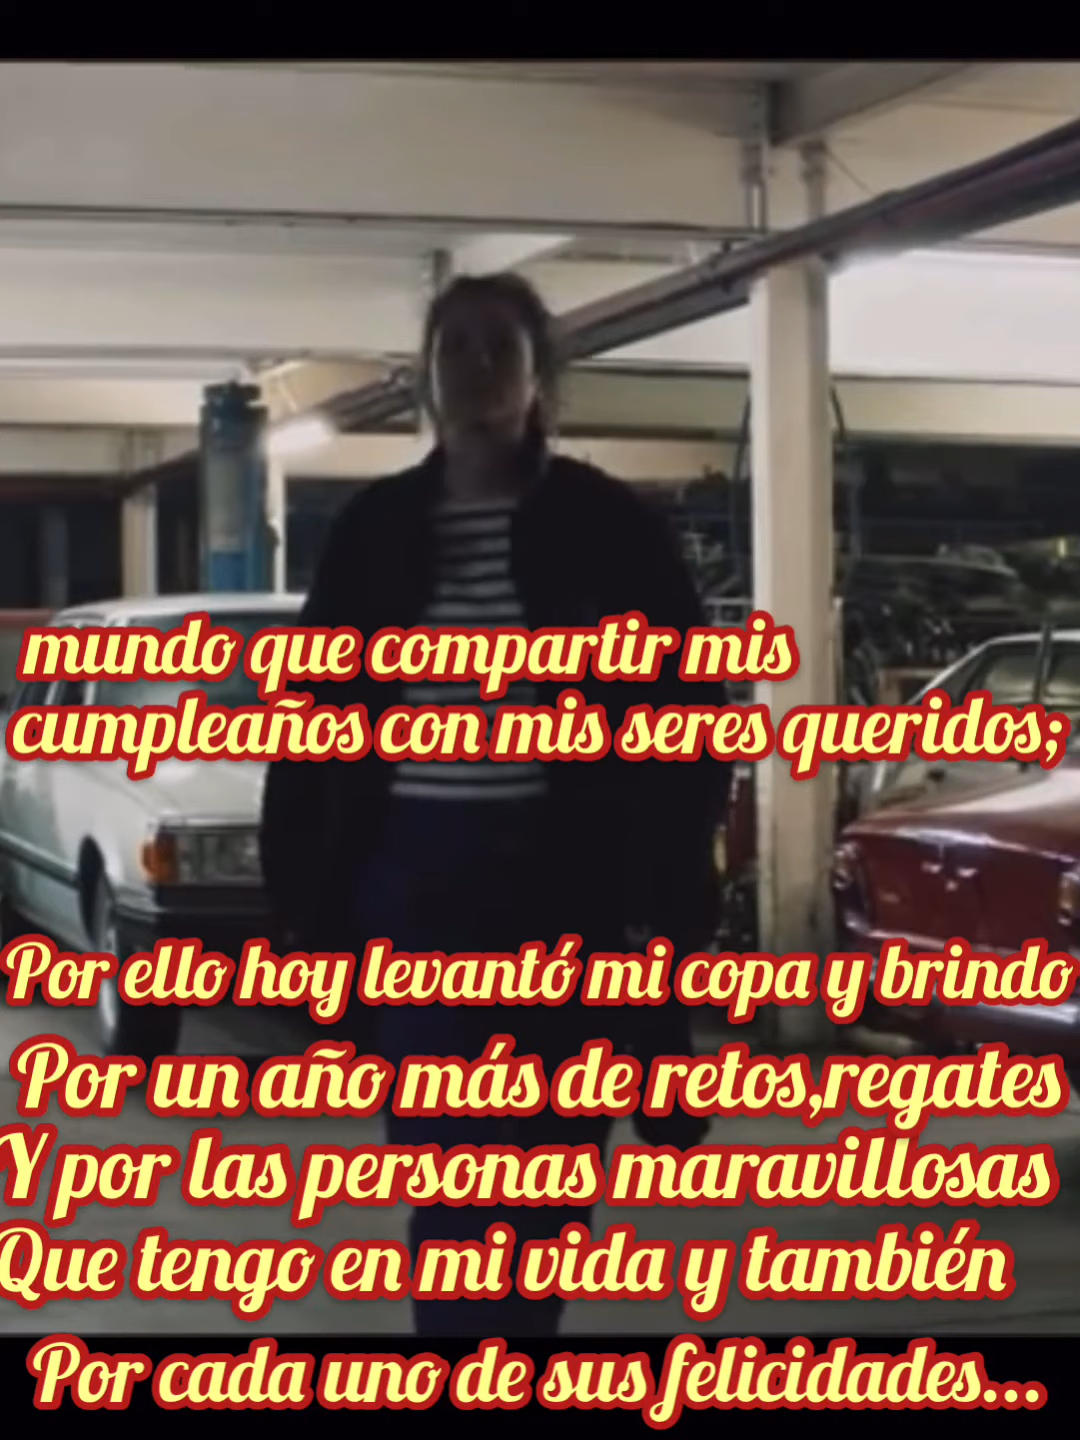 mundo que compartir mis
cumpleaños con mis seres queridos;
Por ello hoy levantó mi copa y brindo
Por un año más de retos,regates
Y por las personas maravillosas
Que tengo en mi vida y también
Por cada uno de sus felicidades...